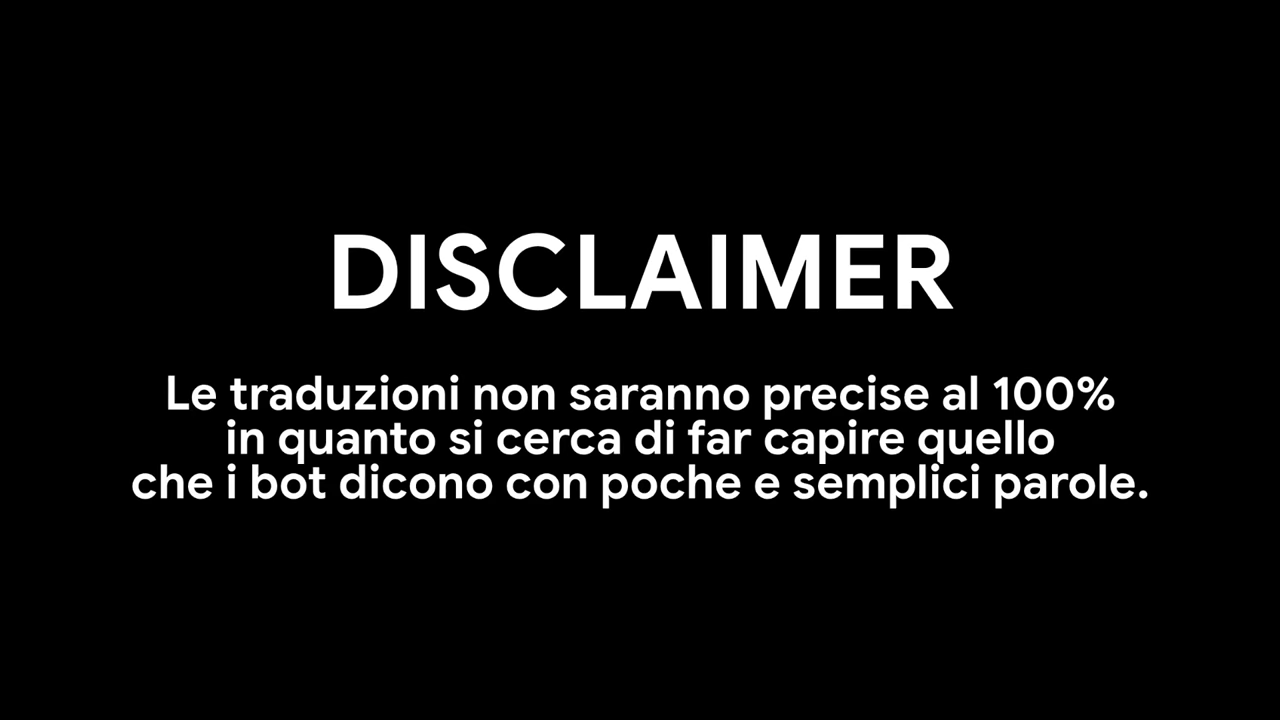 DISCLAIMER
Le traduzioni non saranno precise al 100%
in quanto si cerca di far capire quello
che i bot dicono con poche e semplici parole.